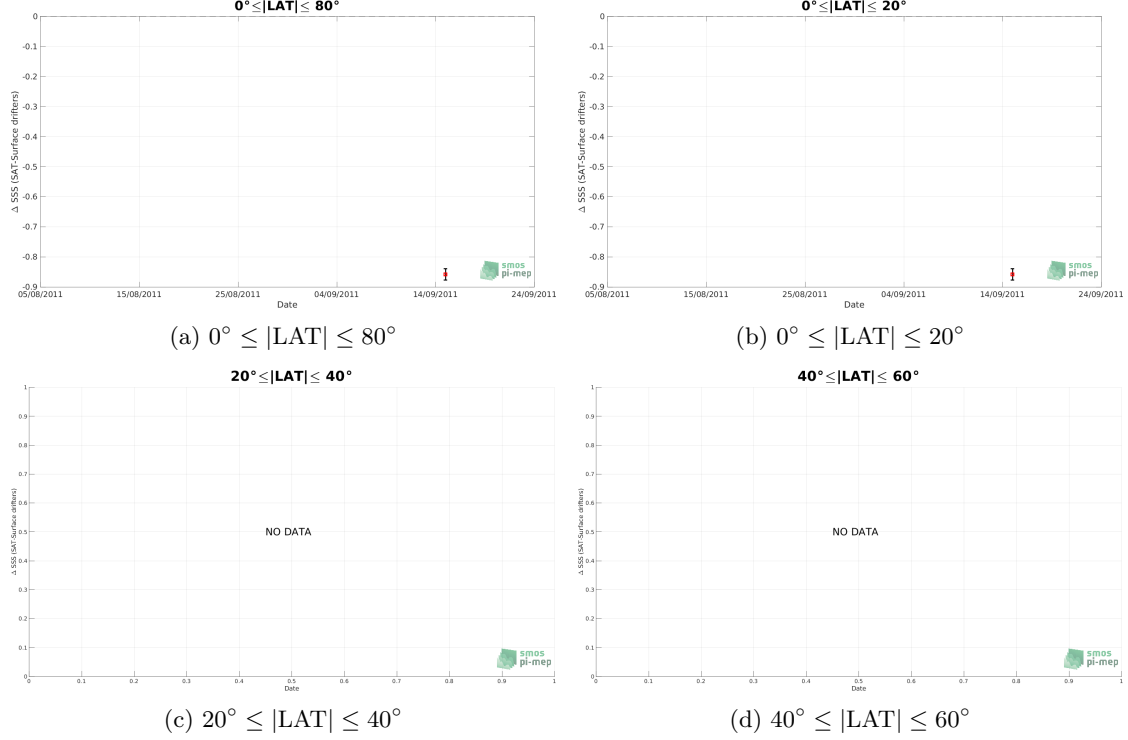 0°≤|LAT|≤ 80°
0
-0.1
-0.2
-0.3
-0.4
-0.5
-0.6
-0.7
-0.8
-0.9
Δ SSS (SAT-Surface drifters)
05/08/2011 15/08/2011 25/08/2011 04/09/2011 14/09/2011 24/09/2011
Date
smos
pi-mep
(a) 0° ≤ |LAT| ≤ 80°
0°≤|LAT|≤ 20°
0
-0.1
-0.2
-0.3
-0.4
-0.5
-0.6
-0.7
-0.8
-0.9
Δ SSS (SAT-Surface drifters)
05/08/2011 15/08/2011 25/08/2011 04/09/2011 14/09/2011 24/09/2011
Date
smos
pi-mep
(b) 0° ≤ |LAT| ≤ 20°
20°≤|LAT|≤ 40°
1
0.9
0.8
0.7
0.6
0.5
0.4
0.3
0.2
0.1
0
Δ SSS (SAT-Surface drifters)
NO DATA
0 0.1 0.2 0.3 0.4 0.5 0.6 0.7 0.8 0.9 1
Date
smos
pi-mep
(c) 20° ≤ |LAT| ≤ 40°
40°≤|LAT|≤ 60°
1
0.9
0.8
0.7
0.6
0.5
0.4
0.3
0.2
0.1
0
Δ SSS (SAT-Surface drifters)
NO DATA
0 0.1 0.2 0.3 0.4 0.5 0.6 0.7 0.8 0.9 1
Date
smos
pi-mep
(d) 40° ≤ |LAT| ≤ 60°